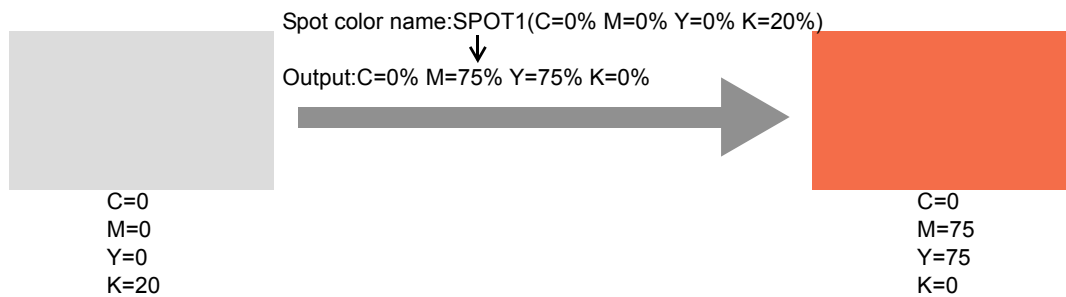 Spot color name:SPOT1(C=0% M=0% Y=0% K=20%)
Output:C=0% M=75% Y=75% K=0%
C=0
M=0
Y=0
K=20
C=0
M=75
Y=75
K=0